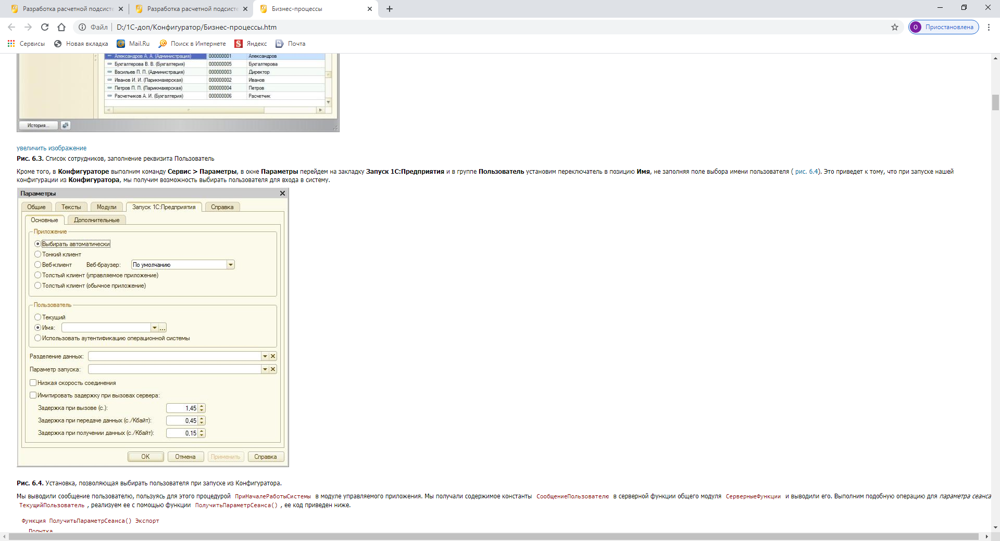 Разработка расчетной подсисте
Разработка расчетной подсисте
Бизнес-процессы
Файл
D:/1С-доп/Конфигуратор/Бизнес-процессы.htm
О
Приостановлена
Сервисы
Новая вкладка
Mail.Ru
Поиск в Интернете
Яндекс
Почта
Александров А. А. (Администрация) 000000001 Александров
Бухгалтерова В. В. (Бухгалтерия) 000000005 Бухгалтерова
Васильев П. П. (Администрация) 000000003 Директор
Иванов И. И. (Парикмахерская) 000000002 Иванов
Петров П. П. (Парикмахерская) 000000004 Петров
Расчетчиков А. И. (Бухгалтерия) 000000006 Расчетчик
История...
увеличить изображение
Рис. 6.3. Список сотрудников, заполнение реквизита Пользователь
Кроме того, в Конфигураторе выполним команду Сервис > Параметры, в окне Параметры перейдем на закладку Запуск 1С:Предприятия и в группе Пользователь установим переключатель в позицию Имя, не заполняя поле выбора имени пользователя ( рис. 6.4). Это приведет к тому, что при запуске нашей
конфигурации из Конфигуратора, мы получим возможность выбирать пользователя для входа в систему.
Параметры
Общие Тексты Модули Запуск 1С:Предприятия Справка
Основные Дополнительные
Приложение
Выбирать автоматически
Тонкий клиент
Веб-клиент Веб-браузер: По умолчанию
Толстый клиент (управляемое приложение)
Толстый клиент (обычное приложение)
Пользователь
Текущий
Имя:
...
Использовать аутентификацию операционной системы
Разделение данных:
Параметр запуска:
Низкая скорость соединения
Имитировать задержку при вызовах сервера:
Задержка при вызове (с.): 1,45
Задержка при передаче данных (с./Кбайт): 0,45
Задержка при получении данных (с./Кбайт): 0,15
OK Отмена Применить Справка
Рис. 6.4. Установка, позволяющая выбирать пользователя при запуске из Конфигуратора.
Мы выводили сообщение пользователю, пользуясь для этого процедурой ПриНачалеРаботыСистемы в модуле управляемого приложения. Мы получали содержимое константы СообщениеПользователю в серверной функции общего модуля СерверныеФункции и выводили его. Выполним подобную операцию для параметра сеанса
ТекущийПользователь , реализуем ее с помощью функции ПолучитьПараметрСеанса() , ее код приведен ниже.
Функция ПолучитьПараметрСеанса() Экспорт
Попытка